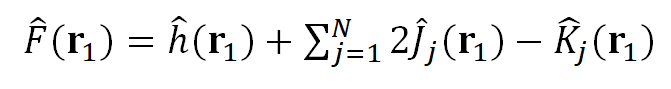 F̂(𝐫₁) = ĥ(𝐫₁) + ∑ⱼ₌₁ᴺ 2Ĵⱼ(𝐫₁) − K̂ⱼ(𝐫₁)